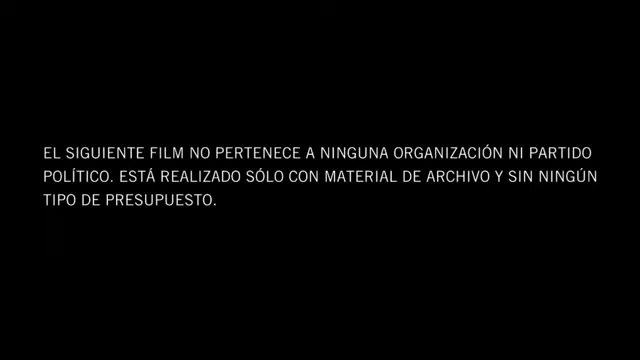 EL SIGUIENTE FILM NO PERTENECE A NINGUNA ORGANIZACIÓN NI PARTIDO
POLÍTICO. ESTÁ REALIZADO SÓLO CON MATERIAL DE ARCHIVO Y SIN NINGÚN
TIPO DE PRESUPUESTO.